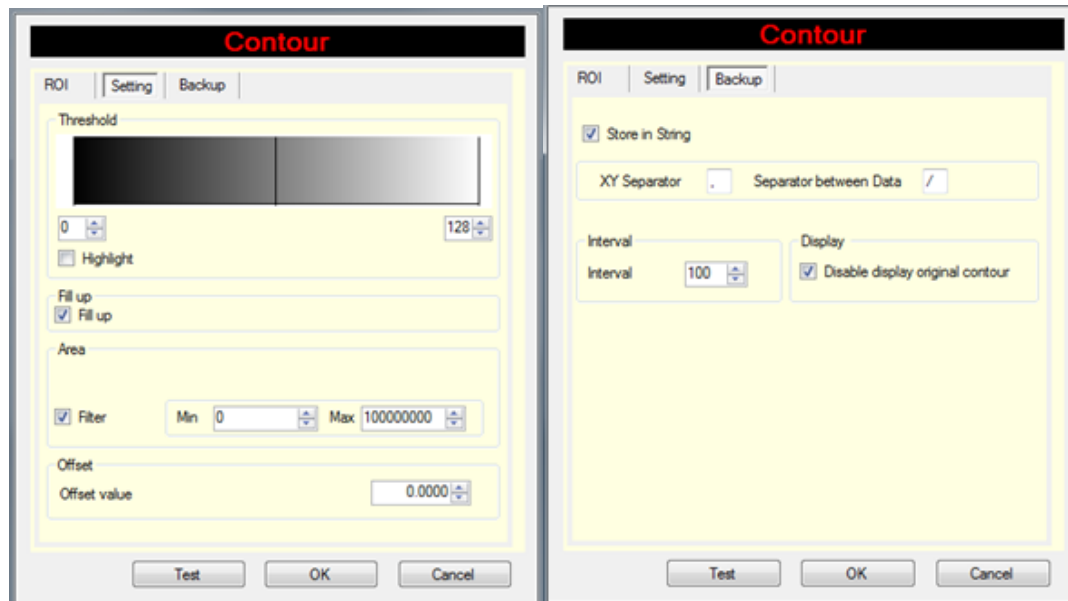 Contour
ROI Setting Backup
Threshold
0 128
Highlight
Fill up
Fill up
Area
Filter Min 0 Max 100000000
Offset
Offset value 0.0000
Test OK Cancel
Contour
ROI Setting Backup
Store in String
XY Separator , Separator between Data /
Interval Display
Interval 100 Disable display original contour
Test OK Cancel